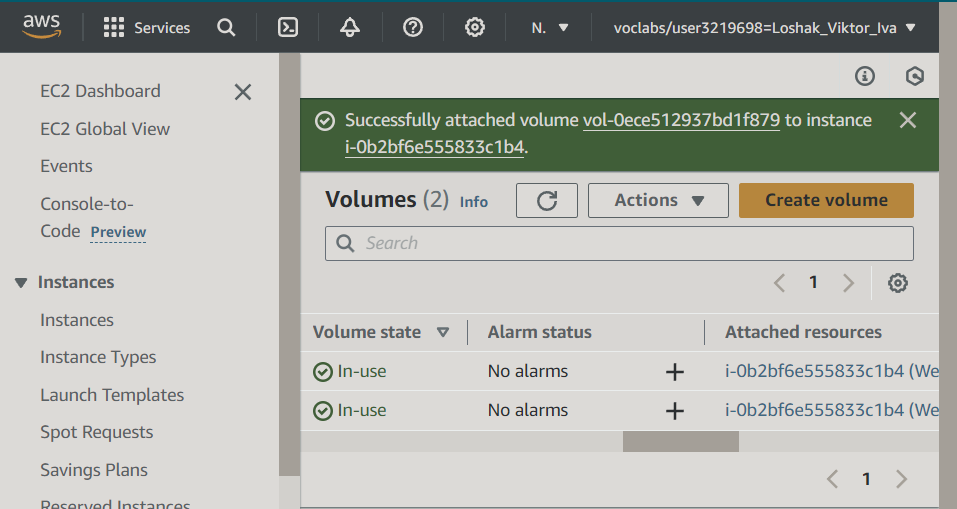 aws
Services
N.
voclabs/user3219698=Loshak_Viktor_Iva
EC2 Dashboard
EC2 Global View
Events
Console-to-
Code Preview
Instances
Instances
Instance Types
Launch Templates
Spot Requests
Savings Plans
Reserved Instances
Successfully attached volume vol-0ece512937bd1f879 to instance
i-0b2bf6e555833c1b4.
Volumes (2) Info
Actions
Create volume
Search
1
Volume state Alarm status Attached resources
In-use No alarms + i-0b2bf6e555833c1b4 (We
In-use No alarms + i-0b2bf6e555833c1b4 (We
1